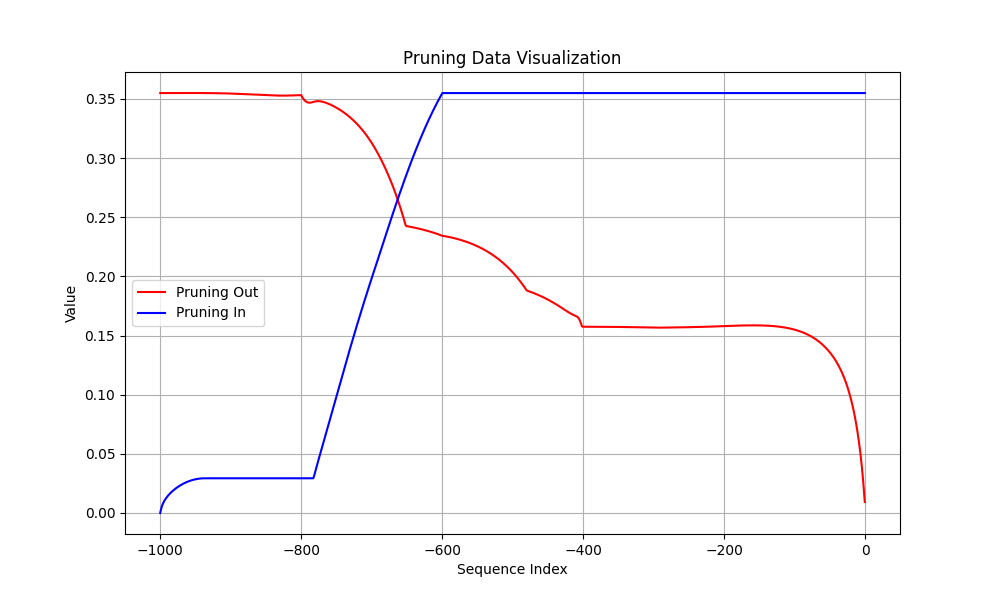 Pruning Data Visualization
0.35
0.30
0.25
0.20
0.15
0.10
0.05
0.00
Value
Pruning Out
Pruning In
−1000 −800 −600 −400 −200 0
Sequence Index